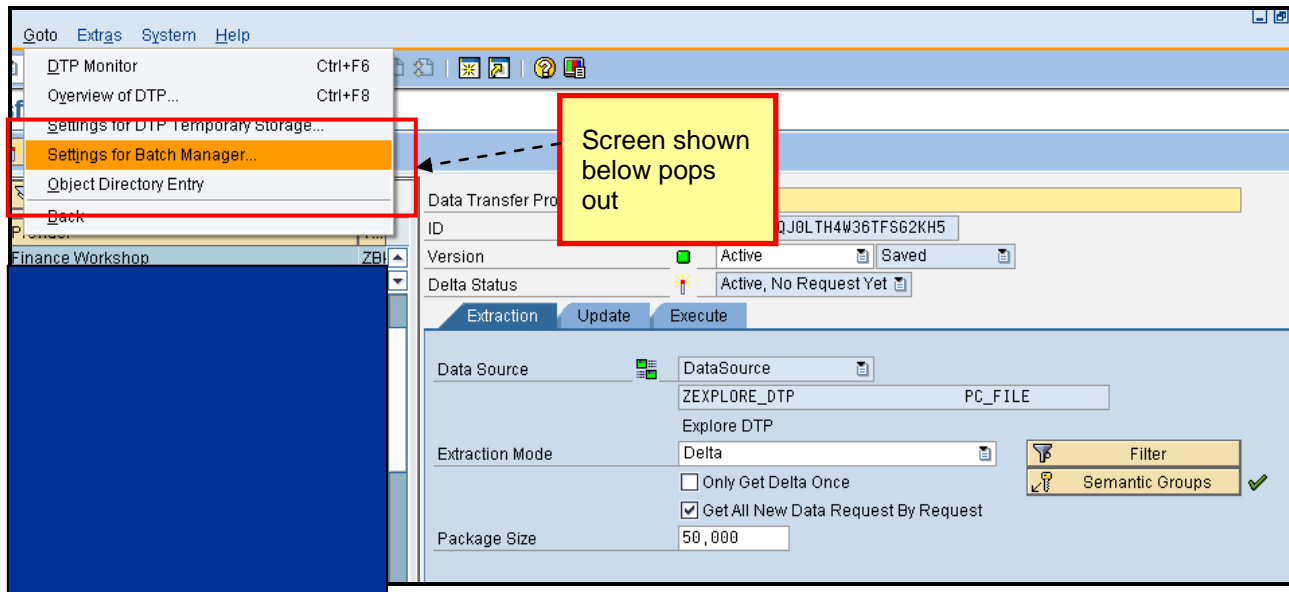 Goto Extras System Help
DTP Monitor Ctrl+F6
Overview of DTP... Ctrl+F8
Settings for DTP Temporary Storage...
Settings for Batch Manager...
Object Directory Entry
Back
Screen shown
below pops
out
Finance Workshop
Data Transfer Pro
ID QJ0LTH4W36TFSG2KH5
Version Active Saved
Delta Status Active, No Request Yet
Extraction Update Execute
Data Source DataSource
ZEXPLORE_DTP PC_FILE
Explore DTP
Extraction Mode Delta Filter
Only Get Delta Once Semantic Groups
Get All New Data Request By Request
Package Size 50,000